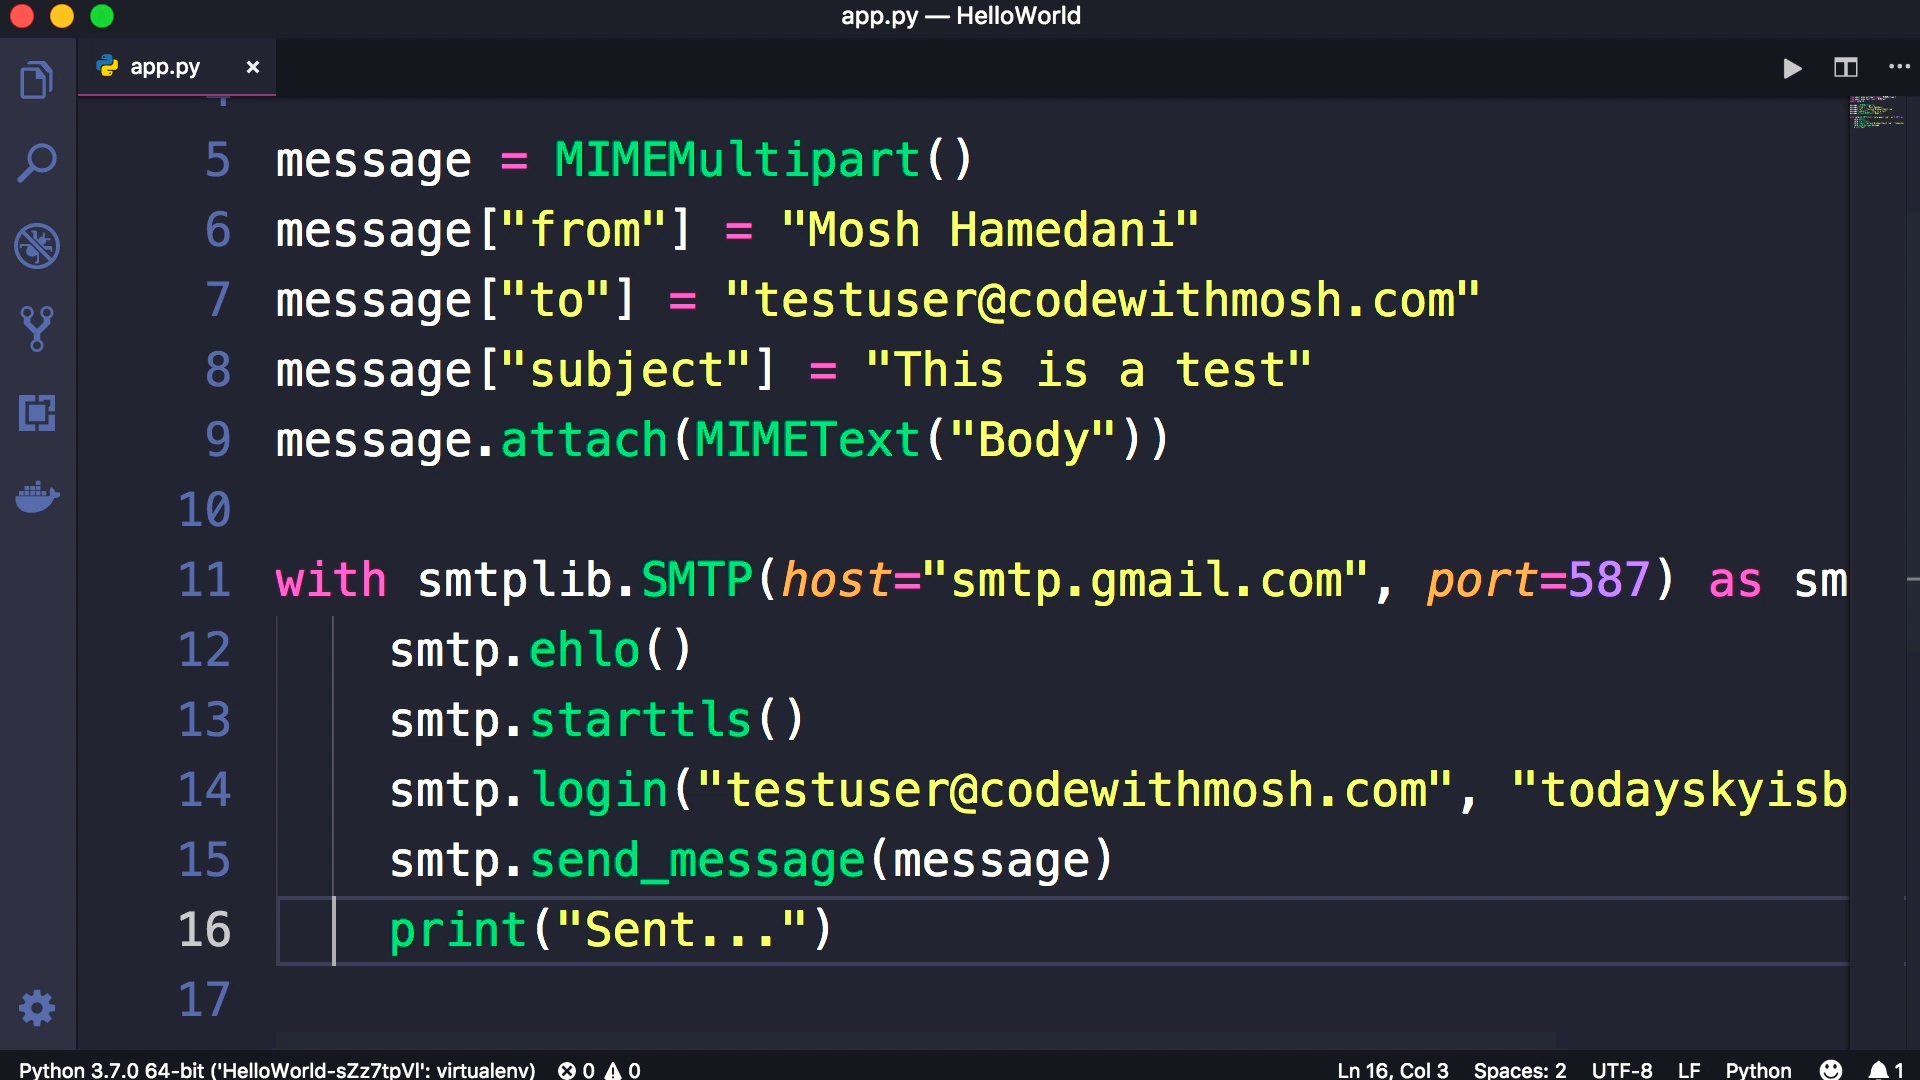 app.py — HelloWorld
app.py
5 message = MIMEMultipart()
6 message["from"] = "Mosh Hamedani"
7 message["to"] = "testuser@codewithmosh.com"
8 message["subject"] = "This is a test"
9 message.attach(MIMEText("Body"))
10
11 with smtplib.SMTP(host="smtp.gmail.com", port=587) as sm
12 smtp.ehlo()
13 smtp.starttls()
14 smtp.login("testuser@codewithmosh.com", "todayskyisb
15 smtp.send_message(message)
16 print("Sent...")
17
Python 3.7.0 64-bit ('HelloWorld-sZz7tpVl': virtualenv) 0 0 Ln 16, Col 3 Spaces: 2 UTF-8 LF Python 1